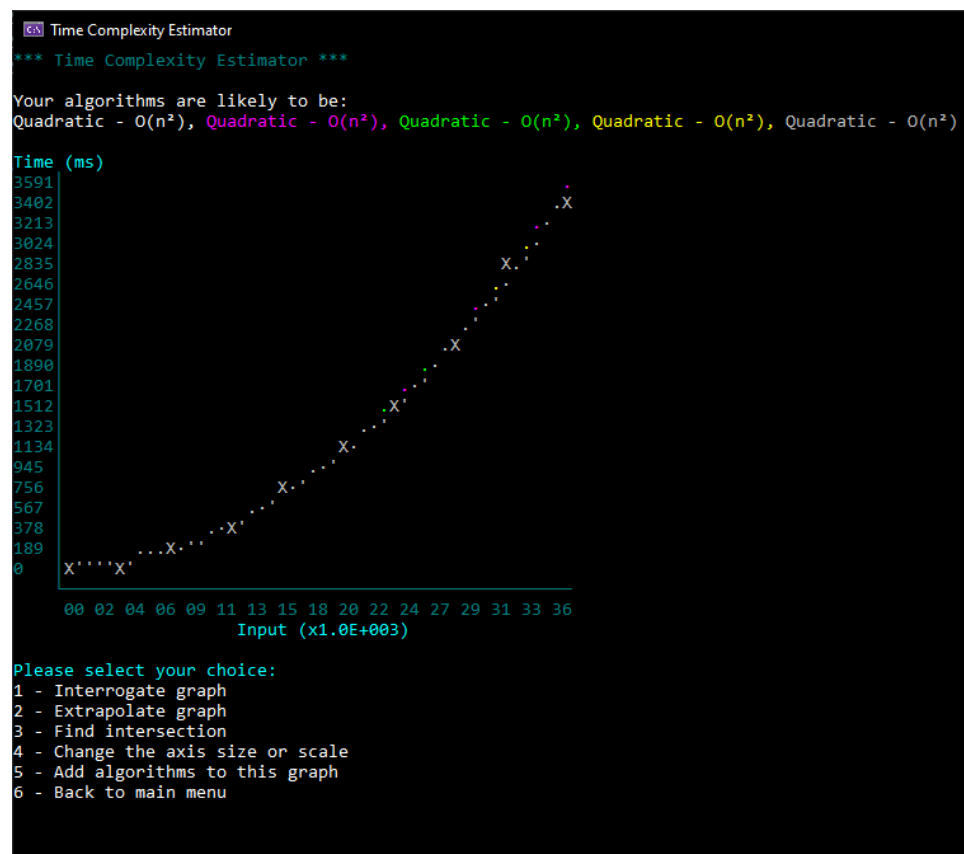 Time Complexity Estimator
*** Time Complexity Estimator ***
Your algorithms are likely to be:
Quadratic - O(n²), Quadratic - O(n²), Quadratic - O(n²), Quadratic - O(n²), Quadratic - O(n²)
Time (ms)
3591
3402
3213
3024
2835
2646
2457
2268
2079
1890
1701
1512
1323
1134
945
756
567
378
189
0
00 02 04 06 09 11 13 15 18 20 22 24 27 29 31 33 36
Input (x1.0E+003)
Please select your choice:
1 - Interrogate graph
2 - Extrapolate graph
3 - Find intersection
4 - Change the axis size or scale
5 - Add algorithms to this graph
6 - Back to main menu